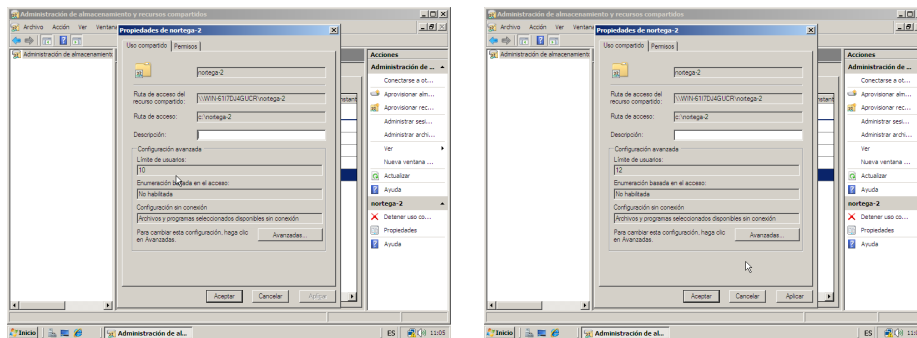 Administración de almacenamiento y recursos compartidos
Archivo Acción Ver Ventana
Administración de almacenamiento
Propiedades de nortega-2
Uso compartido Permisos
nortega-2
Ruta de acceso del
recurso compartido:
\\WIN-61I7DJ4GUCR\nortega-2
Ruta de acceso:
c:\nortega-2
Descripción:
Configuración avanzada
Límite de usuarios:
10
Enumeración basada en el acceso:
No habilitada
Configuración sin conexión
Archivos y programas seleccionados disponibles sin conexión
Para cambiar esta configuración, haga clic
en Avanzadas.
Avanzadas...
Aceptar Cancelar Aplicar
Acciones
Administración de ...
Conectarse a ot...
Aprovisionar alm...
Aprovisionar rec...
Administrar sesi...
Administrar archi...
Ver
Nueva ventana ...
Actualizar
Ayuda
nortega-2
Detener uso co...
Propiedades
Ayuda
Inicio
Administración de al...
ES
11:05
Administración de almacenamiento y recursos compartidos
Archivo Acción Ver Ventana
Administración de almacenamiento
Propiedades de nortega-2
Uso compartido Permisos
nortega-2
Ruta de acceso del
recurso compartido:
\\WIN-61I7DJ4GUCR\nortega-2
Ruta de acceso:
c:\nortega-2
Descripción:
Configuración avanzada
Límite de usuarios:
12
Enumeración basada en el acceso:
No habilitada
Configuración sin conexión
Archivos y programas seleccionados disponibles sin conexión
Para cambiar esta configuración, haga clic
en Avanzadas.
Avanzadas...
Aceptar Cancelar Aplicar
Acciones
Administración de ...
Conectarse a ot...
Aprovisionar alm...
Aprovisionar rec...
Administrar sesi...
Administrar archi...
Ver
Nueva ventana ...
Actualizar
Ayuda
nortega-2
Detener uso co...
Propiedades
Ayuda
Inicio
Administración de al...
ES